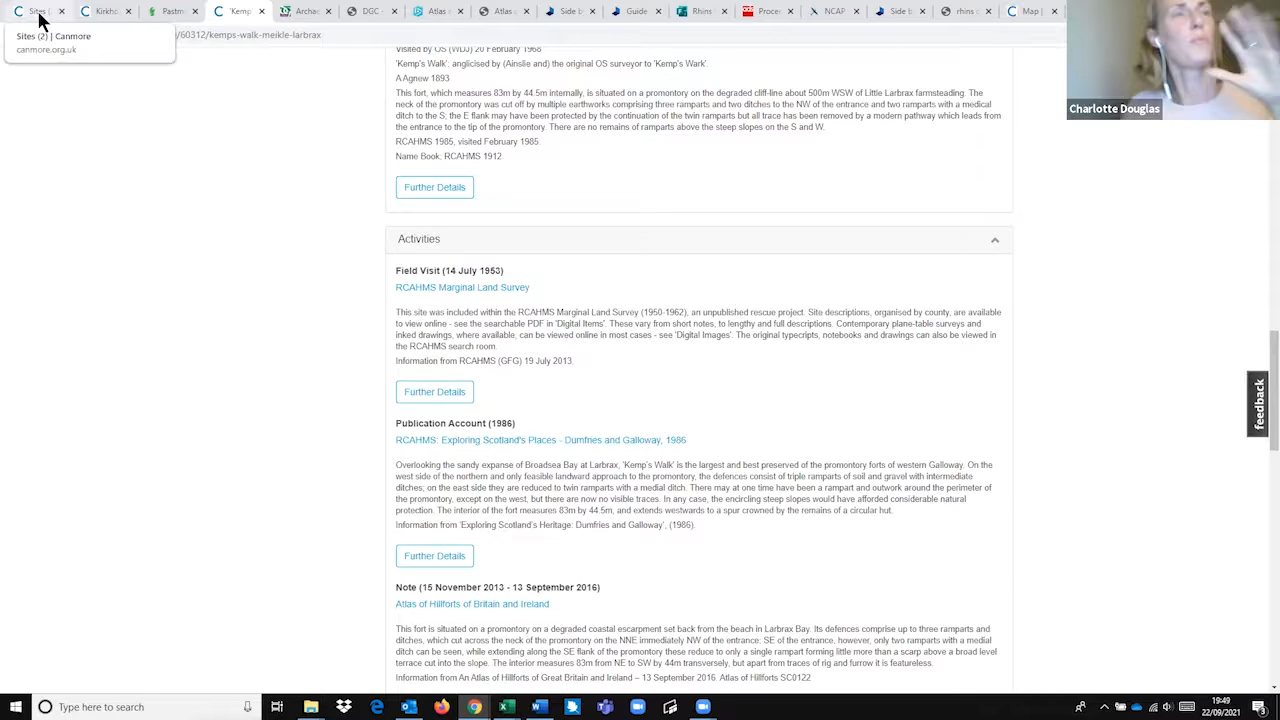 Sites (
Kirkhc
Pastm
'Kemp
Archae
DGC -
Guide
Rhins
NCAP
rhins c
Map |
Sites (2) | Canmore
canmore.org.uk
/60312/kemps-walk-meikle-larbrax
Visited by OS (WDJ) 20 February 1968
'Kemp's Walk': anglicised by (Ainslie and) the original OS surveyor to 'Kemp's Wark'.
A Agnew 1893
This fort, which measures 83m by 44.5m internally, is situated on a promontory on the degraded cliff-line about 500m WSW of Little Larbrax farmsteading. The
neck of the promontory was cut off by multiple earthworks comprising three ramparts and two ditches to the NW of the entrance and two ramparts with a medical
ditch to the S; the E flank may have been protected by the continuation of the twin ramparts but all trace has been removed by a modern pathway which leads from
the entrance to the tip of the promontory. There are no remains of ramparts above the steep slopes on the S and W.
RCAHMS 1985, visited February 1985.
Name Book; RCAHMS 1912.
Further Details
Activities
Field Visit (14 July 1953)
RCAHMS Marginal Land Survey
This site was included within the RCAHMS Marginal Land Survey (1950-1962), an unpublished rescue project. Site descriptions, organised by county, are available
to view online - see the searchable PDF in 'Digital Items'. These vary from short notes, to lengthy and full descriptions. Contemporary plane-table surveys and
inked drawings, where available, can be viewed online in most cases - see 'Digital Images'. The original typecripts, notebooks and drawings can also be viewed in
the RCAHMS search room.
Information from RCAHMS (GFG) 19 July 2013.
Further Details
Publication Account (1986)
RCAHMS: Exploring Scotland's Places - Dumfries and Galloway, 1986
Overlooking the sandy expanse of Broadsea Bay at Larbrax, 'Kemp's Walk' is the largest and best preserved of the promontory forts of western Galloway. On the
west side of the northern and only feasible landward approach to the promontory, the defences consist of triple ramparts of soil and gravel with intermediate
ditches; on the east side they are reduced to twin ramparts with a medial ditch. There may at one time have been a rampart and outwork around the perimeter of
the promontory, except on the west, but there are now no visible traces. In any case, the encircling steep slopes would have afforded considerable natural
protection. The interior of the fort measures 83m by 44.5m, and extends westwards to a spur crowned by the remains of a circular hut.
Information from 'Exploring Scotland's Heritage: Dumfries and Galloway', (1986).
Further Details
Note (15 November 2013 - 13 September 2016)
Atlas of Hillforts of Britain and Ireland
This fort is situated on a promontory on a degraded coastal escarpment set back from the beach in Larbrax Bay. Its defences comprise up to three ramparts and
ditches, which cut across the neck of the promontory on the NNE immediately NW of the entrance; SE of the entrance, however, only two ramparts with a medial
ditch can be seen, while extending along the SE flank of the promontory these reduce to only a single rampart forming little more than a scarp above a broad level
terrace cut into the slope. The interior measures 83m from NE to SW by 44m transversely, but apart from traces of rig and furrow it is featureless.
Information from An Atlas of Hillforts of Great Britain and Ireland – 13 September 2016. Atlas of Hillforts SC0122
feedback
Charlotte Douglas
Type here to search
19:49
22/09/2021